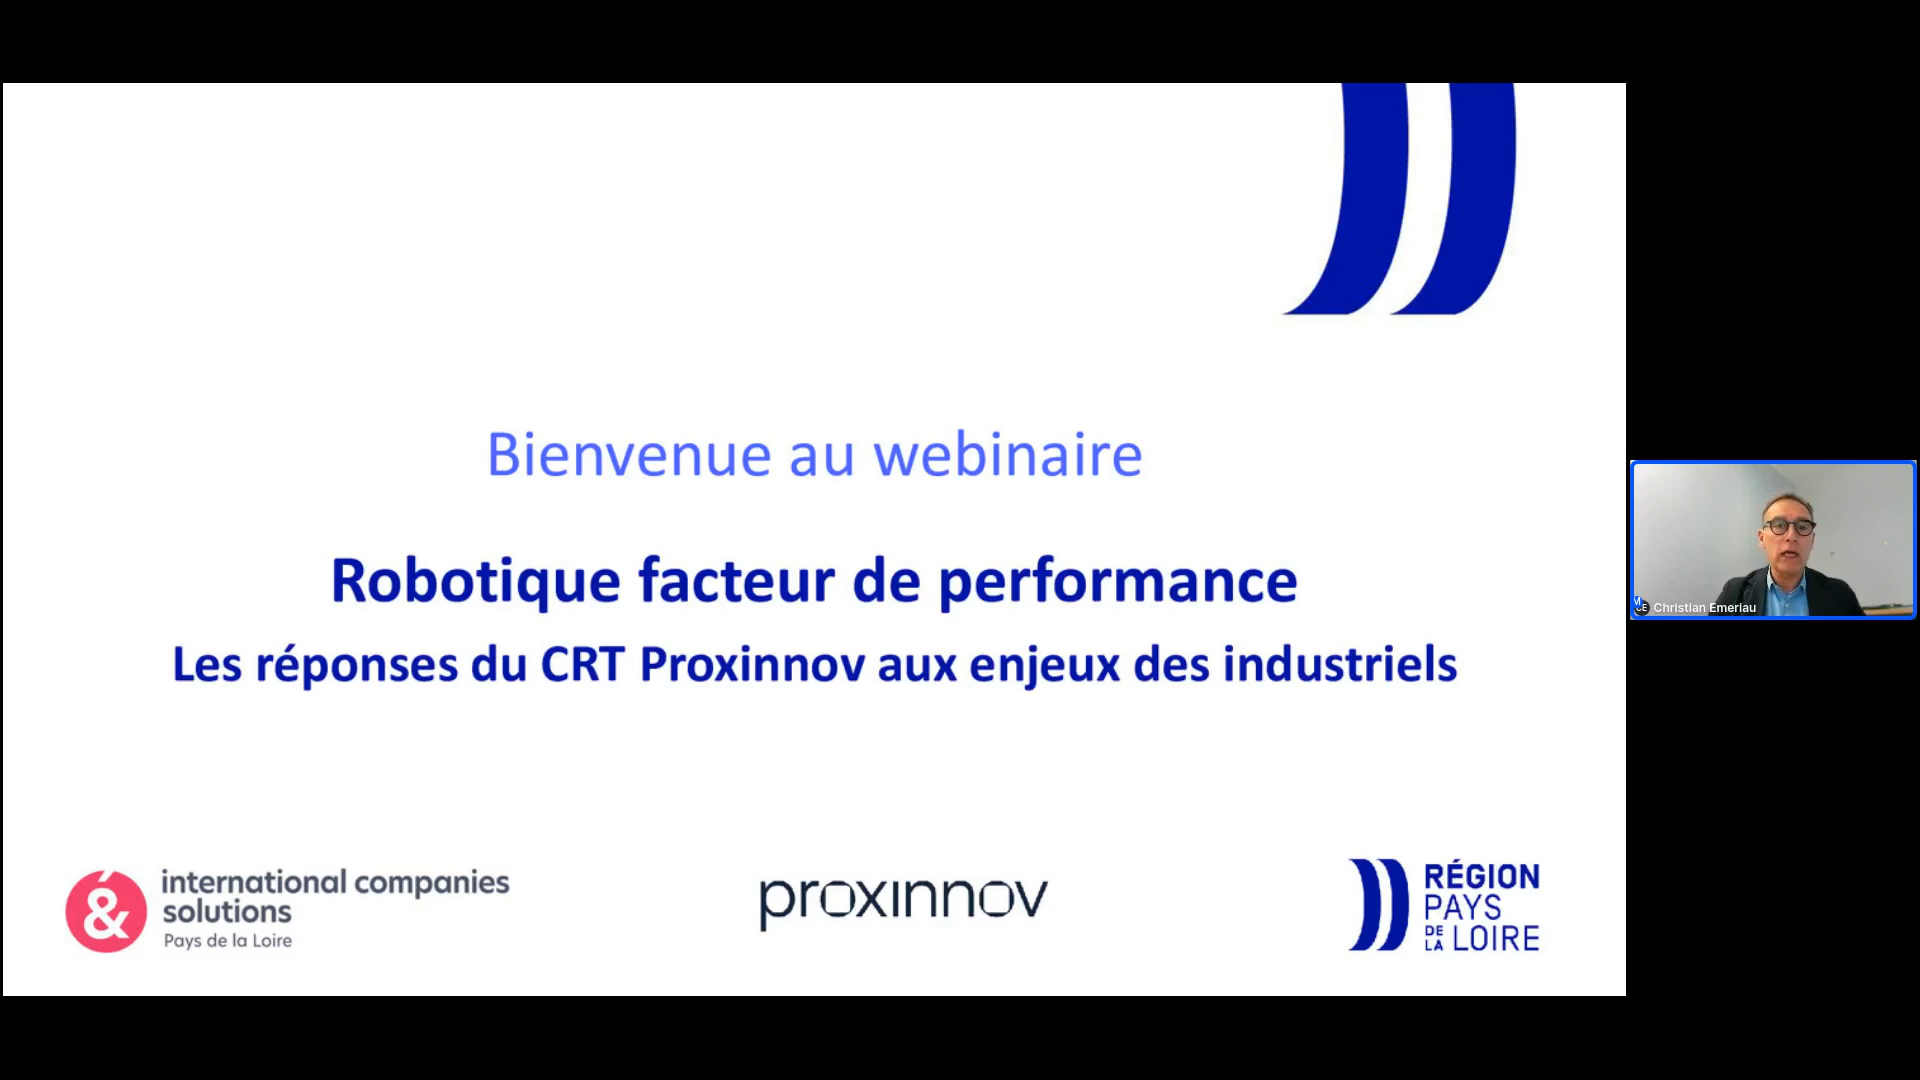 Bienvenue au webinaire
Robotique facteur de performance
Les réponses du CRT Proxinnov aux enjeux des industriels
&
international companies
solutions
Pays de la Loire
proxinnov
RÉGION
PAYS
DE LA LOIRE
CE Christian Emeriau